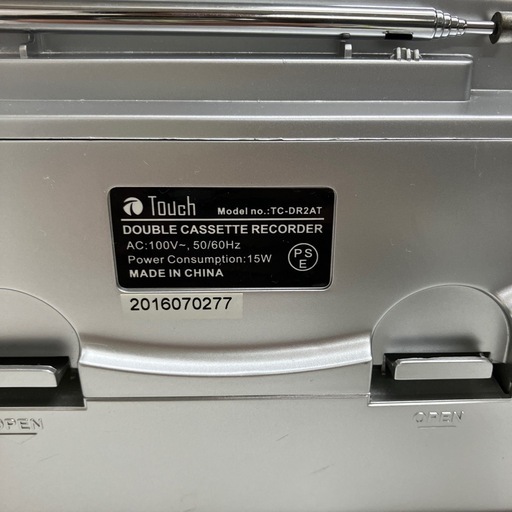 Touch Model no.:TC-DR2AT
DOUBLE CASSETTE RECORDER
AC:100V~, 50/60Hz
Power Consumption:15W
PS
E
MADE IN CHINA
2016070277
OPEN
OPEN